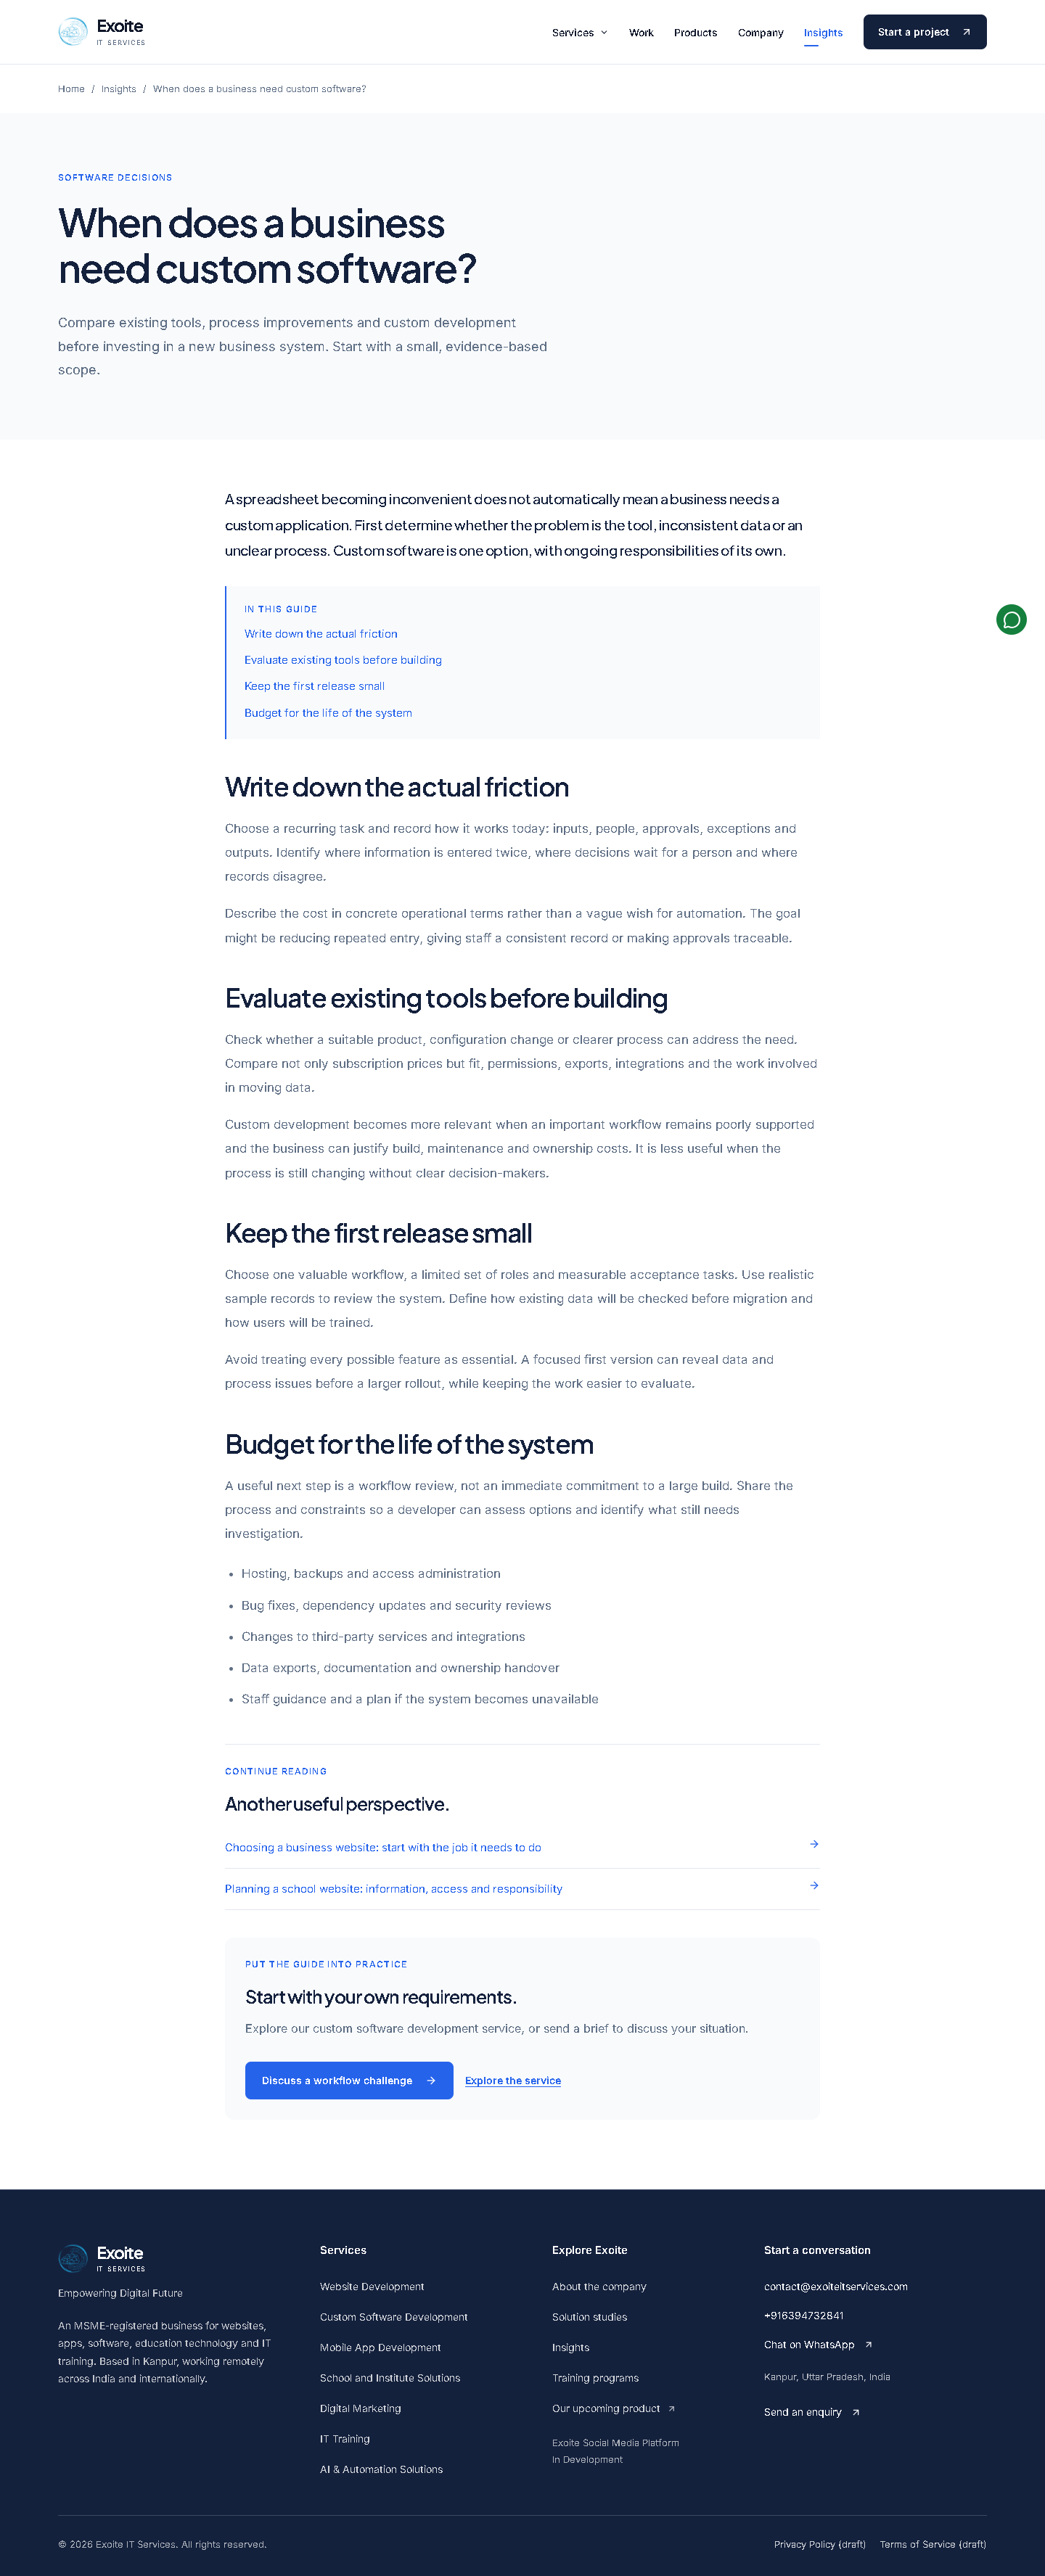 Exoite
IT SERVICES
Services
Work
Products
Company
Insights
Start a project
Home / Insights / When does a business need custom software?
SOFTWARE DECISIONS
When does a business
need custom software?
Compare existing tools, process improvements and custom development
before investing in a new business system. Start with a small, evidence-based
scope.
A spreadsheet becoming inconvenient does not automatically mean a business needs a
custom application. First determine whether the problem is the tool, inconsistent data or an
unclear process. Custom software is one option, with ongoing responsibilities of its own.
IN THIS GUIDE
Write down the actual friction
Evaluate existing tools before building
Keep the first release small
Budget for the life of the system
Write down the actual friction
Choose a recurring task and record how it works today: inputs, people, approvals, exceptions and
outputs. Identify where information is entered twice, where decisions wait for a person and where
records disagree.
Describe the cost in concrete operational terms rather than a vague wish for automation. The goal
might be reducing repeated entry, giving staff a consistent record or making approvals traceable.
Evaluate existing tools before building
Check whether a suitable product, configuration change or clearer process can address the need.
Compare not only subscription prices but fit, permissions, exports, integrations and the work involved
in moving data.
Custom development becomes more relevant when an important workflow remains poorly supported
and the business can justify build, maintenance and ownership costs. It is less useful when the
process is still changing without clear decision-makers.
Keep the first release small
Choose one valuable workflow, a limited set of roles and measurable acceptance tasks. Use realistic
sample records to review the system. Define how existing data will be checked before migration and
how users will be trained.
Avoid treating every possible feature as essential. A focused first version can reveal data and
process issues before a larger rollout, while keeping the work easier to evaluate.
Budget for the life of the system
A useful next step is a workflow review, not an immediate commitment to a large build. Share the
process and constraints so a developer can assess options and identify what still needs
investigation.
• Hosting, backups and access administration
• Bug fixes, dependency updates and security reviews
• Changes to third-party services and integrations
• Data exports, documentation and ownership handover
• Staff guidance and a plan if the system becomes unavailable
CONTINUE READING
Another useful perspective.
Choosing a business website: start with the job it needs to do
Planning a school website: information, access and responsibility
PUT THE GUIDE INTO PRACTICE
Start with your own requirements.
Explore our custom software development service, or send a brief to discuss your situation.
Discuss a workflow challenge
Explore the service
Exoite
IT SERVICES
Empowering Digital Future
An MSME-registered business for websites,
apps, software, education technology and IT
training. Based in Kanpur, working remotely
across India and internationally.
Services
Website Development
Custom Software Development
Mobile App Development
School and Institute Solutions
Digital Marketing
IT Training
AI & Automation Solutions
Explore Exoite
About the company
Solution studies
Insights
Training programs
Our upcoming product
Exoite Social Media Platform
In Development
Start a conversation
contact@exoiteitservices.com
+916394732841
Chat on WhatsApp
Kanpur, Uttar Pradesh, India
Send an enquiry
© 2026 Exoite IT Services. All rights reserved.
Privacy Policy (draft)
Terms of Service (draft)